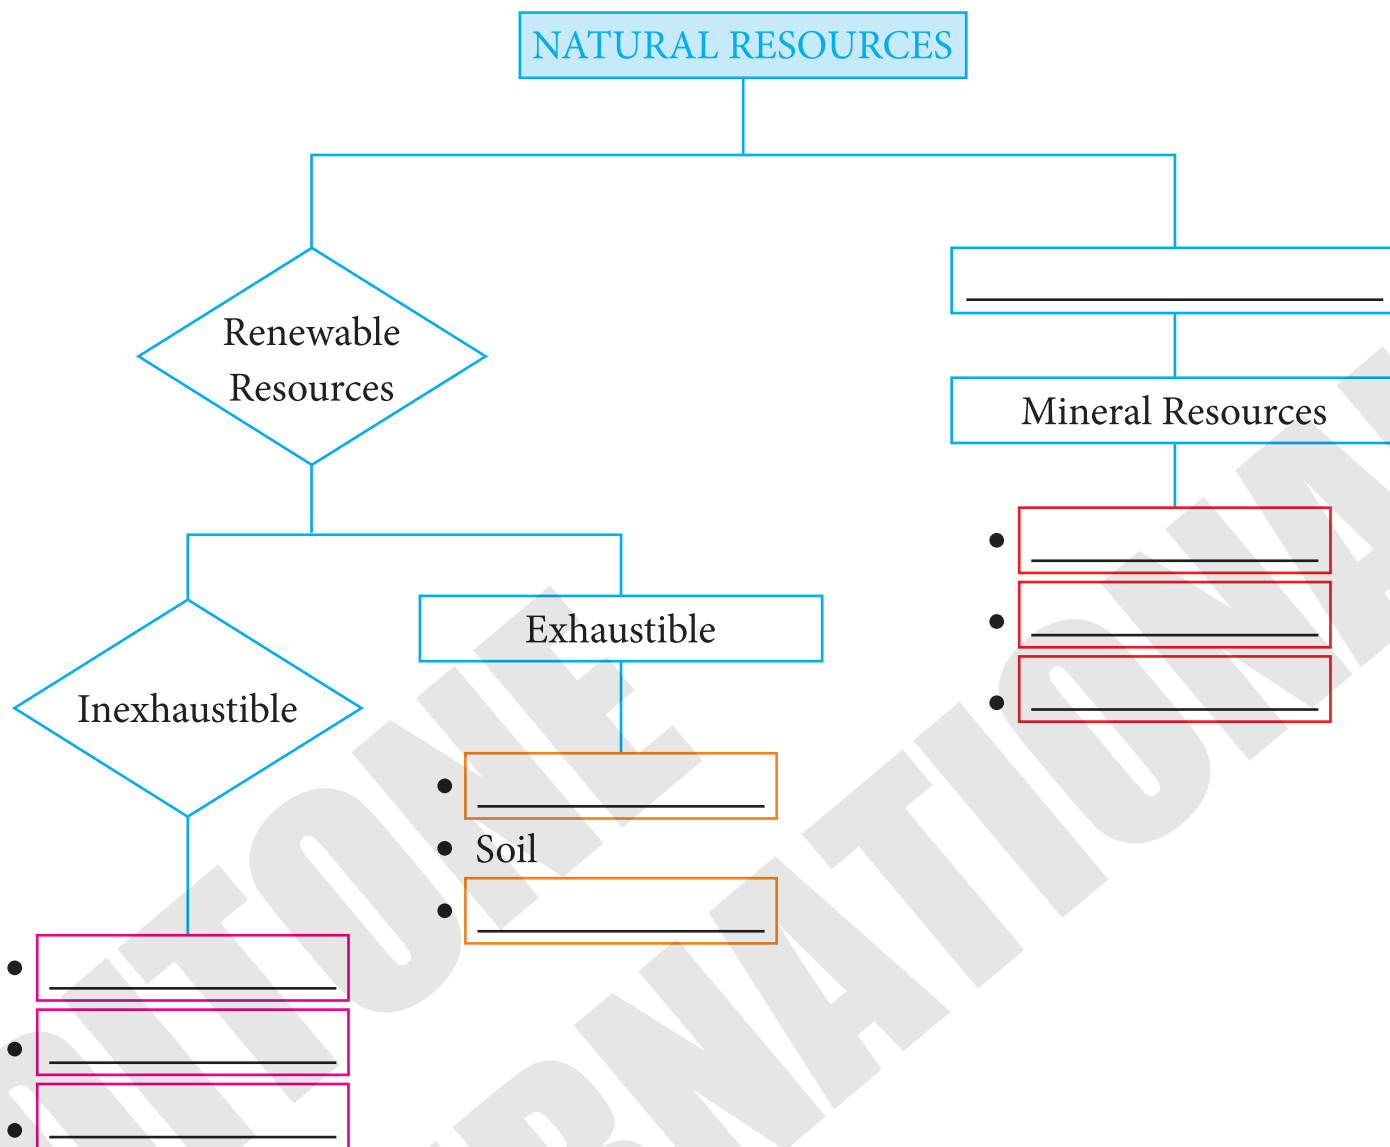 NATURAL RESOURCES
Renewable
Resources
Mineral Resources
Exhaustible
Inexhaustible
• Soil